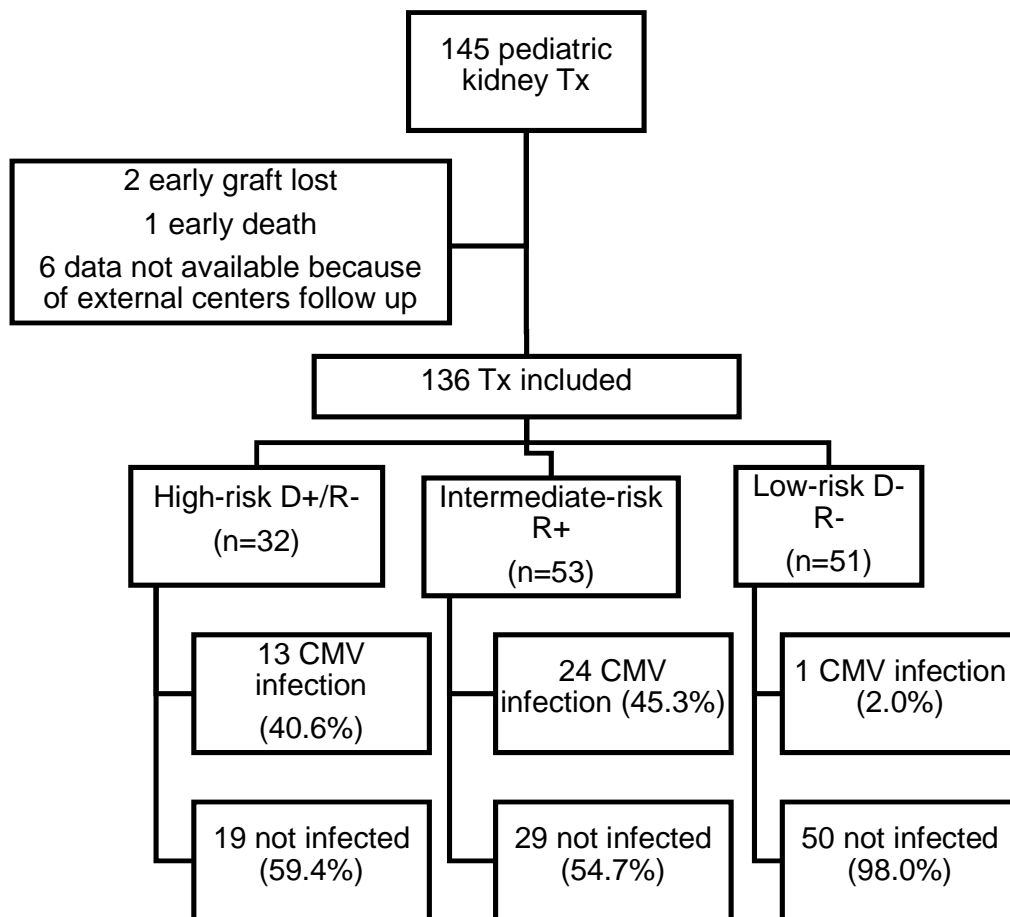 145 pediatric
kidney Tx
2 early graft lost
1 early death
6 data not available because
of external centers follow up
136 Tx included
High-risk D+/R-
(n=32)
Intermediate-risk
R+
(n=53)
Low-risk D-
R-
(n=51)
13 CMV
infection
(40.6%)
24 CMV
infection (45.3%)
1 CMV infection
(2.0%)
19 not infected
(59.4%)
29 not infected
(54.7%)
50 not infected
(98.0%)